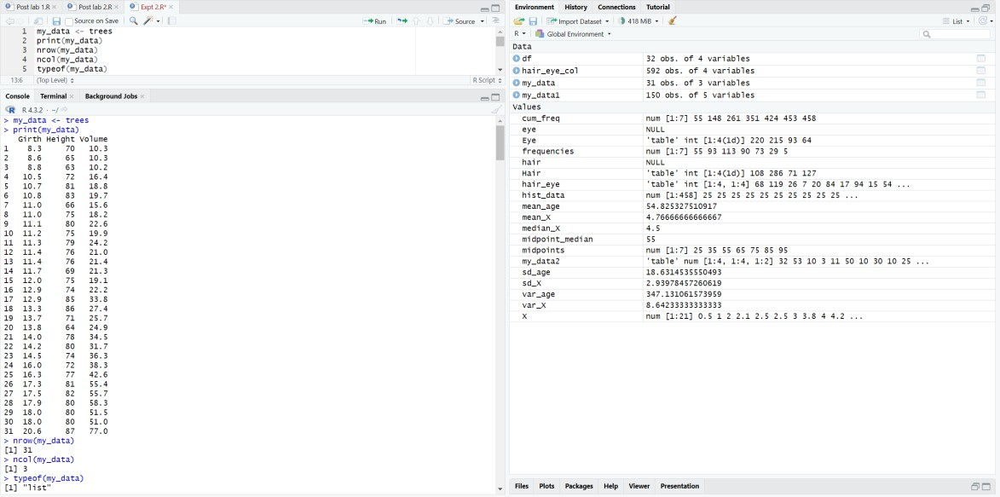 Post lab 1.R × Post lab 2.R × Expt 2.R* ×
Source on Save Run Source
1 my_data <- trees
2 print(my_data)
3 nrow(my_data)
4 ncol(my_data)
5 typeof(my_data)
13:6 (Top Level) R Script
Console Terminal × Background Jobs ×
R 4.3.2 · ~/
> my_data <- trees
> print(my_data)
Girth Height Volume
1 8.3 70 10.3
2 8.6 65 10.3
3 8.8 63 10.2
4 10.5 72 16.4
5 10.7 81 18.8
6 10.8 83 19.7
7 11.0 66 15.6
8 11.0 75 18.2
9 11.1 80 22.6
10 11.2 75 19.9
11 11.3 79 24.2
12 11.4 76 21.0
13 11.4 76 21.4
14 11.7 69 21.3
15 12.0 75 19.1
16 12.9 74 22.2
17 12.9 85 33.8
18 13.3 86 27.4
19 13.7 71 25.7
20 13.8 64 24.9
21 14.0 78 34.5
22 14.2 80 31.7
23 14.5 74 36.3
24 16.0 72 38.3
25 16.3 77 42.6
26 17.3 81 55.4
27 17.5 82 55.7
28 17.9 80 58.3
29 18.0 80 51.5
30 18.0 80 51.0
31 20.6 87 77.0
> nrow(my_data)
[1] 31
> ncol(my_data)
[1] 3
> typeof(my_data)
[1] "list"
Environment History Connections Tutorial
Import Dataset 418 MiB List
R Global Environment
Data
df 32 obs. of 4 variables
hair_eye_col 592 obs. of 4 variables
my_data 31 obs. of 3 variables
my_data1 150 obs. of 5 variables
Values
cum_freq num [1:7] 55 148 261 351 424 453 458
eye NULL
Eye 'table' int [1:4(1d)] 220 215 93 64
frequencies num [1:7] 55 93 113 90 73 29 5
hair NULL
Hair 'table' int [1:4(1d)] 108 286 71 127
hair_eye 'table' int [1:4, 1:4] 68 119 26 7 20 84 17 94 15 54 ...
hist_data num [1:458] 25 25 25 25 25 25 25 25 25 25 ...
mean_age 54.825327510917
mean_X 4.76666666666667
median_X 4.5
midpoint_median 55
midpoints num [1:7] 25 35 55 65 75 85 95
my_data2 'table' num [1:4, 1:4, 1:2] 32 53 10 3 11 50 10 30 10 25 ...
sd_age 18.6314535550493
sd_X 2.93978457260619
var_age 347.131061573959
var_X 8.64233333333333
X num [1:21] 0.5 1 2 2.1 2.5 2.5 3 3.8 4 4.2 ...
Files Plots Packages Help Viewer Presentation